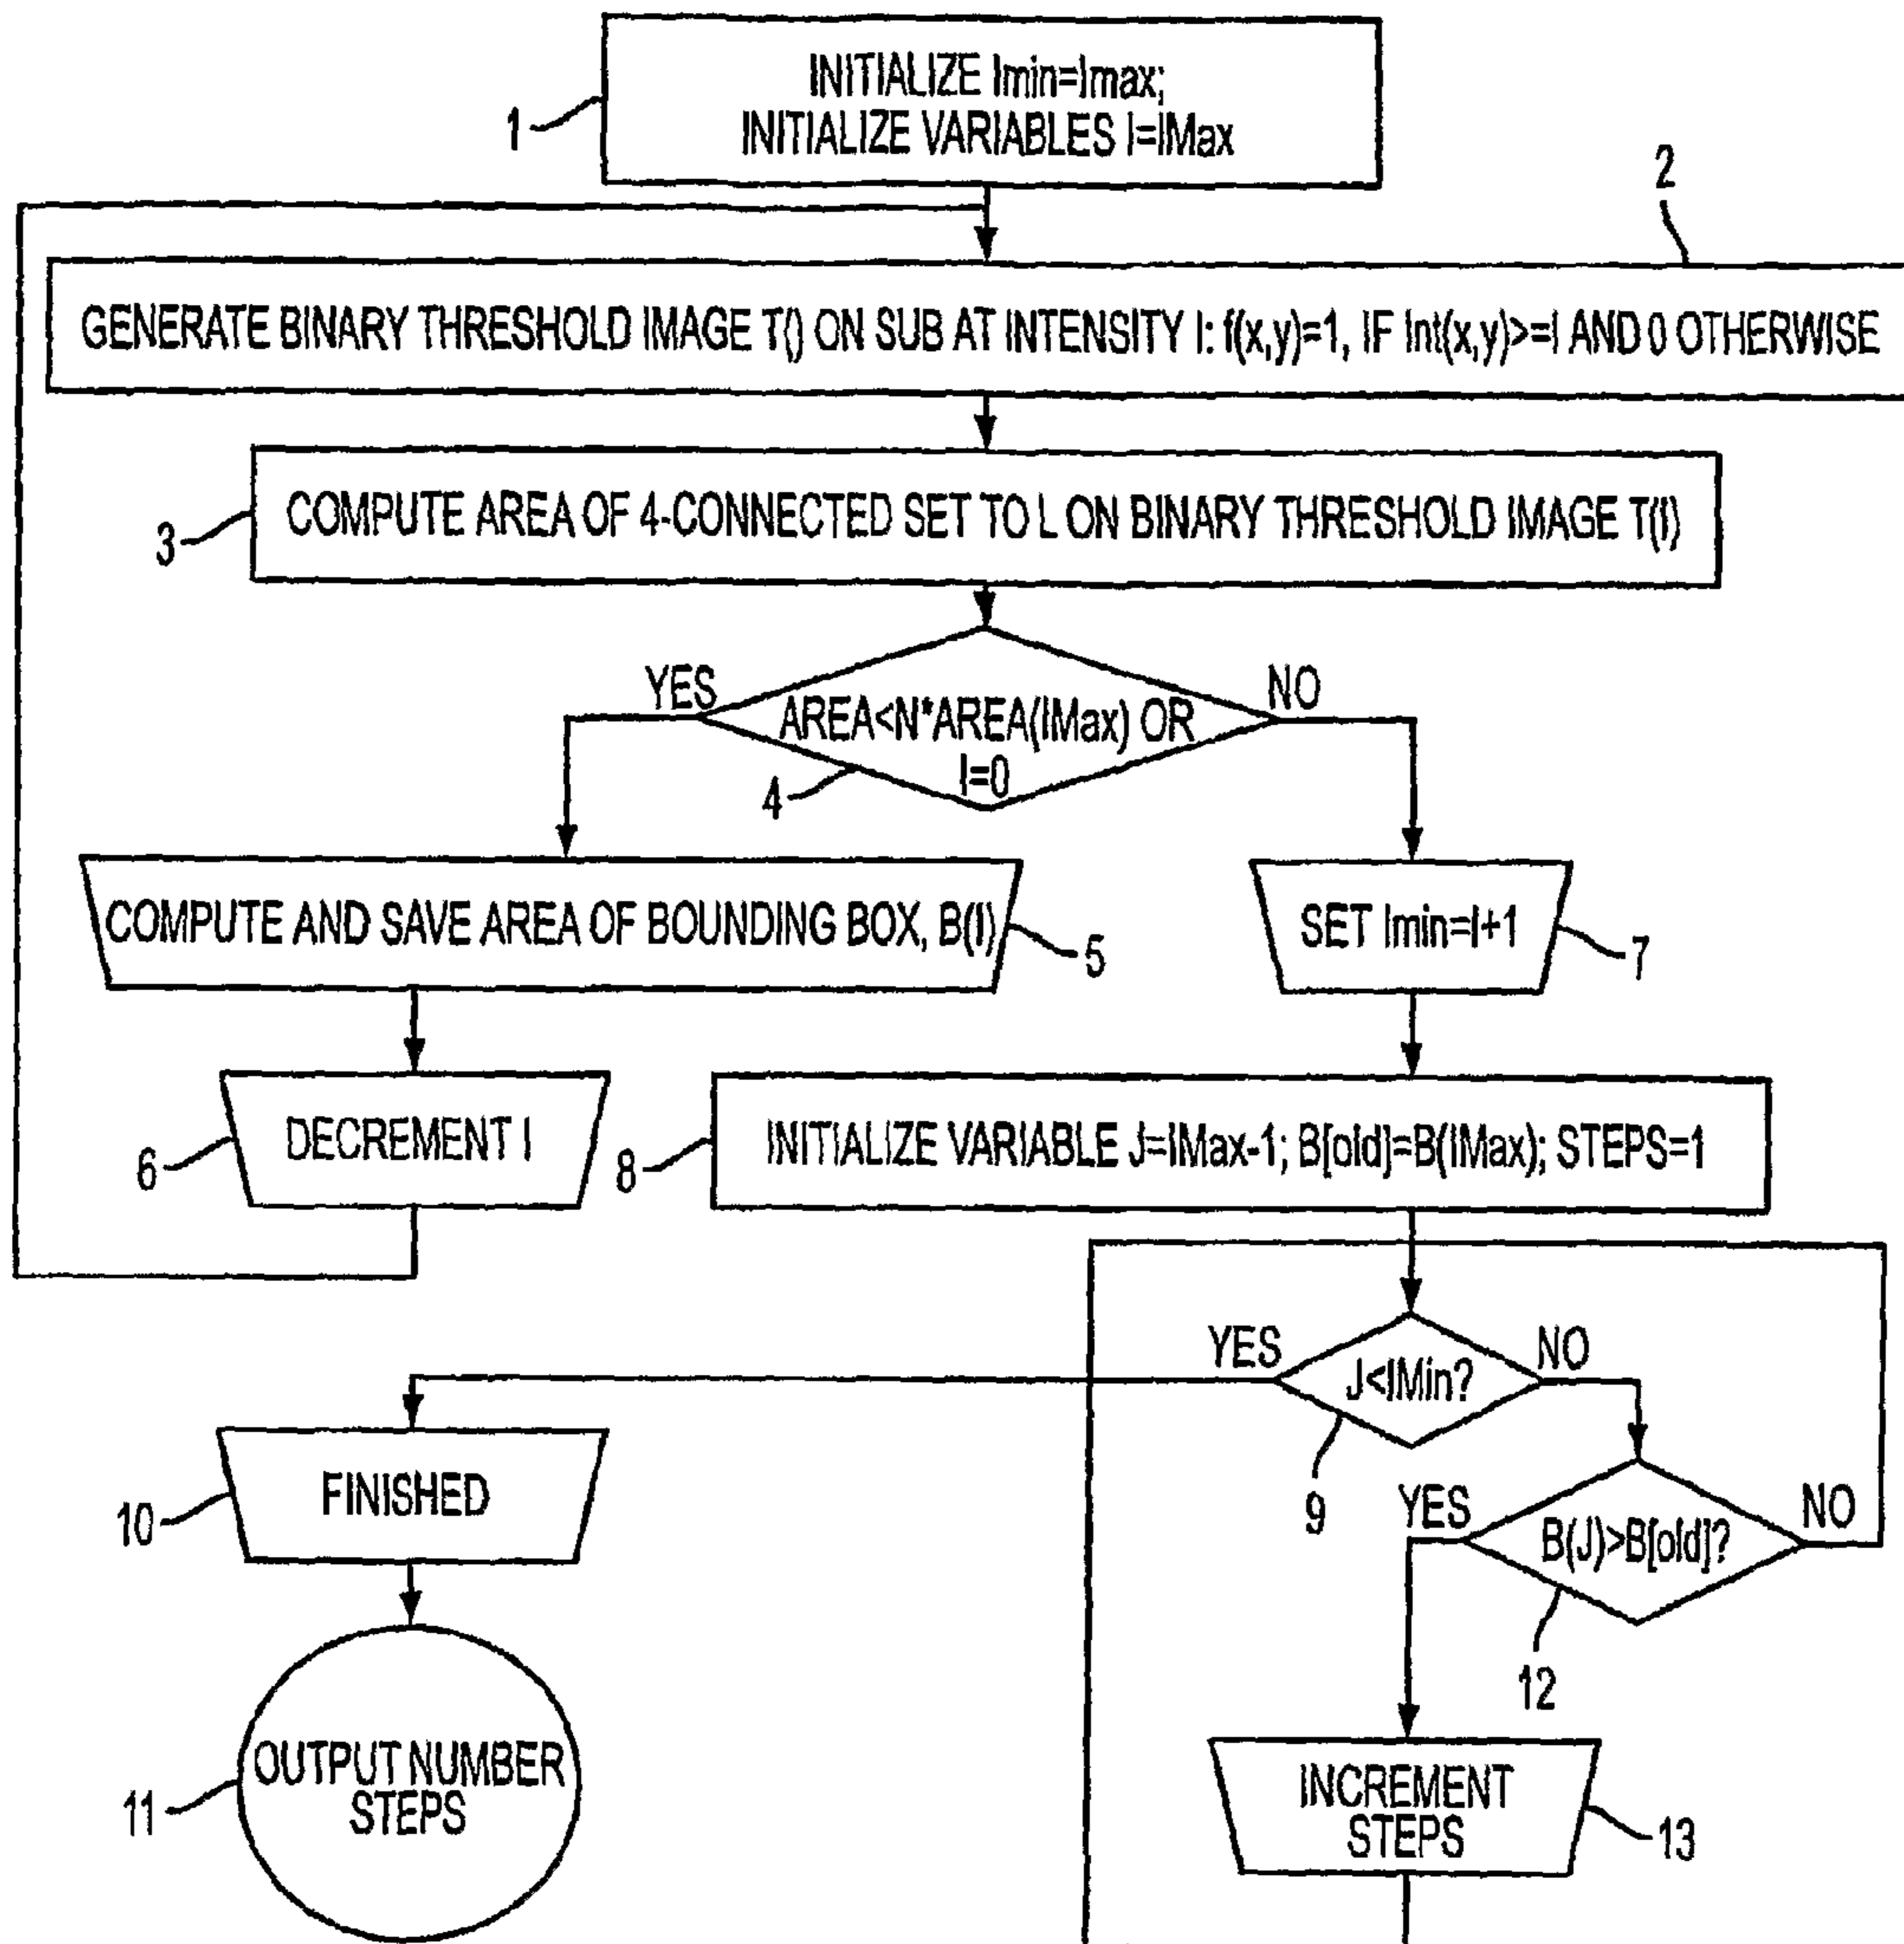 INITIALIZE Imin=Imax;
INITIALIZE VARIABLES I=IMax
1
2
GENERATE BINARY THRESHOLD IMAGE T() ON SUB AT INTENSITY I: f(x,y)=1, IF Int(x,y)>=I AND 0 OTHERWISE
COMPUTE AREA OF 4-CONNECTED SET TO L ON BINARY THRESHOLD IMAGE T(I)
3
YES
NO
AREA<N*AREA(IMax) OR
I=0
4
COMPUTE AND SAVE AREA OF BOUNDING BOX, B(I)
5
SET Imin=I+1
7
DECREMENT I
6
8
INITIALIZE VARIABLE J=IMax-1; B[old]=B(IMax); STEPS=1
YES
NO
J<IMin?
9
FINISHED
10
YES
NO
B(J)>B[old]?
12
OUTPUT NUMBER
STEPS
11
INCREMENT
STEPS
13